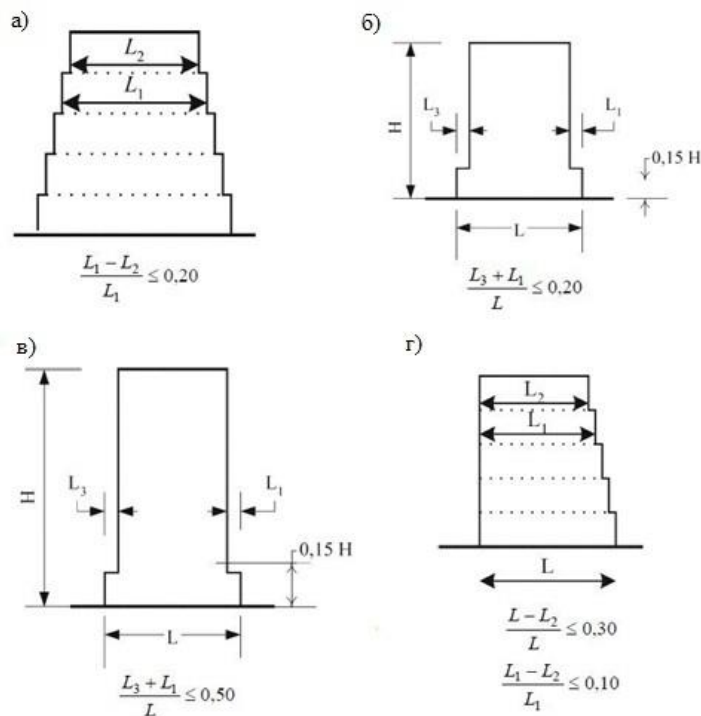 а)
L₂
L₁
(L₁ − L₂)/L₁ ≤ 0,20
б)
H
L₃
L₁
0,15 H
L
(L₃ + L₁)/L ≤ 0,20
в)
H
L₃
L₁
0,15 H
L
(L₃ + L₁)/L ≤ 0,50
г)
L₂
L₁
L
(L − L₂)/L ≤ 0,30
(L₁ − L₂)/L₁ ≤ 0,10